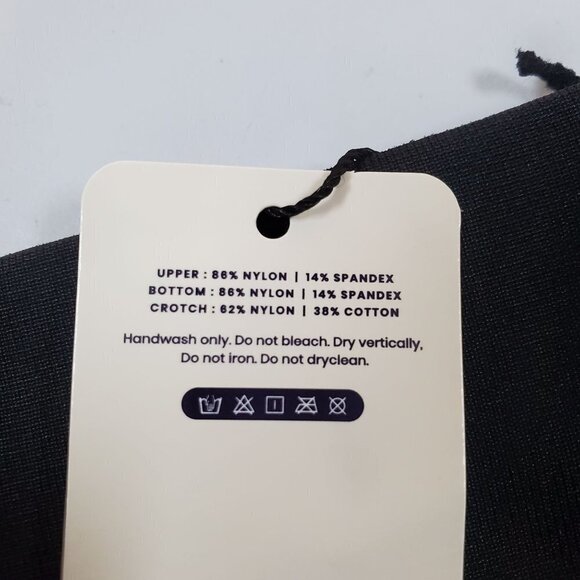 UPPER : 86% NYLON | 14% SPANDEX
BOTTOM : 86% NYLON | 14% SPANDEX
CROTCH : 62% NYLON | 38% COTTON
Handwash only. Do not bleach. Dry vertically,
Do not iron. Do not dryclean.